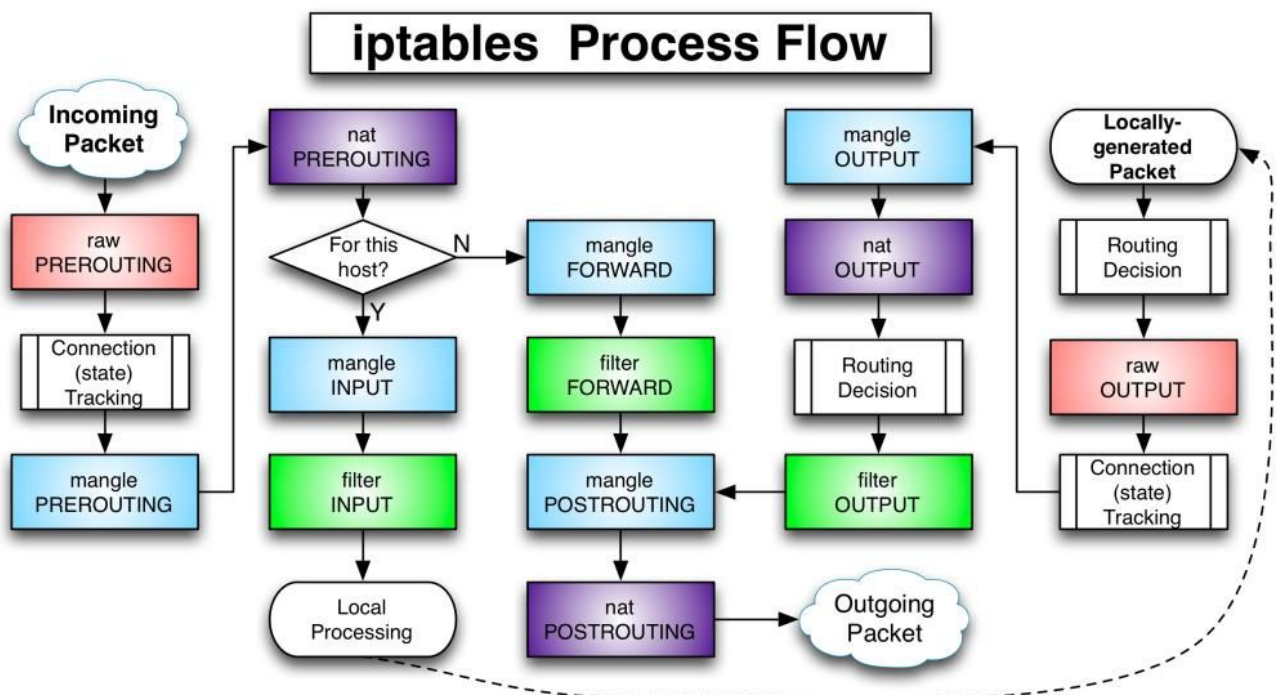 iptables Process Flow
Incoming
Packet
raw
PREROUTING
Connection
(state)
Tracking
mangle
PREROUTING
nat
PREROUTING
For this
host?
N
Y
mangle
INPUT
filter
INPUT
Local
Processing
mangle
FORWARD
filter
FORWARD
mangle
POSTROUTING
nat
POSTROUTING
mangle
OUTPUT
nat
OUTPUT
Routing
Decision
filter
OUTPUT
Outgoing
Packet
Locally-
generated
Packet
Routing
Decision
raw
OUTPUT
Connection
(state)
Tracking